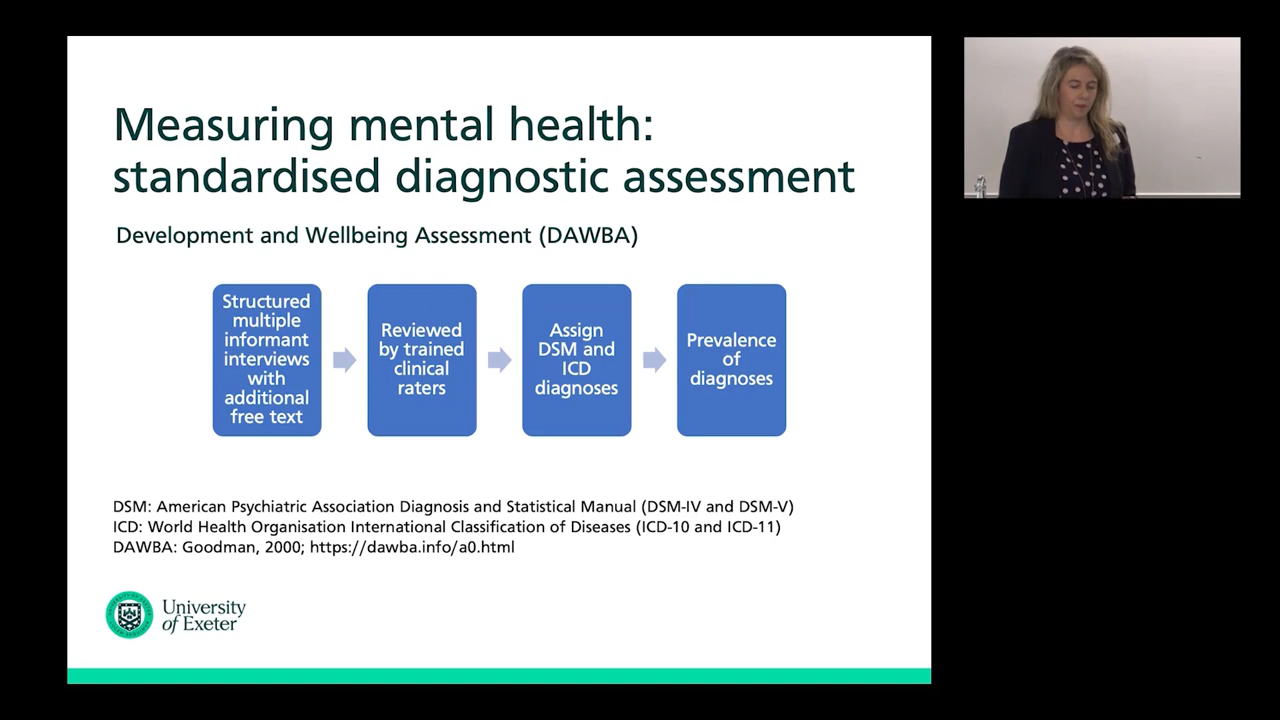 Measuring mental health:
standardised diagnostic assessment
Development and Wellbeing Assessment (DAWBA)
Structured
multiple
informant
interviews
with
additional
free text
Reviewed
by trained
clinical
raters
Assign
DSM and
ICD
diagnoses
Prevalence
of
diagnoses
DSM: American Psychiatric Association Diagnosis and Statistical Manual (DSM-IV and DSM-V)
ICD: World Health Organisation International Classification of Diseases (ICD-10 and ICD-11)
DAWBA: Goodman, 2000; https://dawba.info/a0.html
University
of Exeter